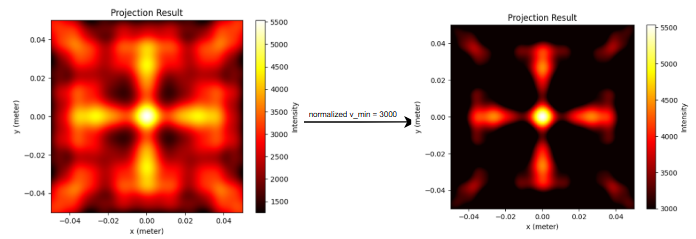 Projection Result
0.04
0.02
0.00
−0.02
−0.04
y (meter)
−0.04 −0.02 0.00 0.02 0.04
x (meter)
5500
5000
4500
4000
3500
3000
2500
2000
1500
Intensity
normalized v_min = 3000
Projection Result
0.04
0.02
0.00
−0.02
−0.04
y (meter)
−0.04 −0.02 0.00 0.02 0.04
x (meter)
5500
5000
4500
4000
3500
3000
Intensity